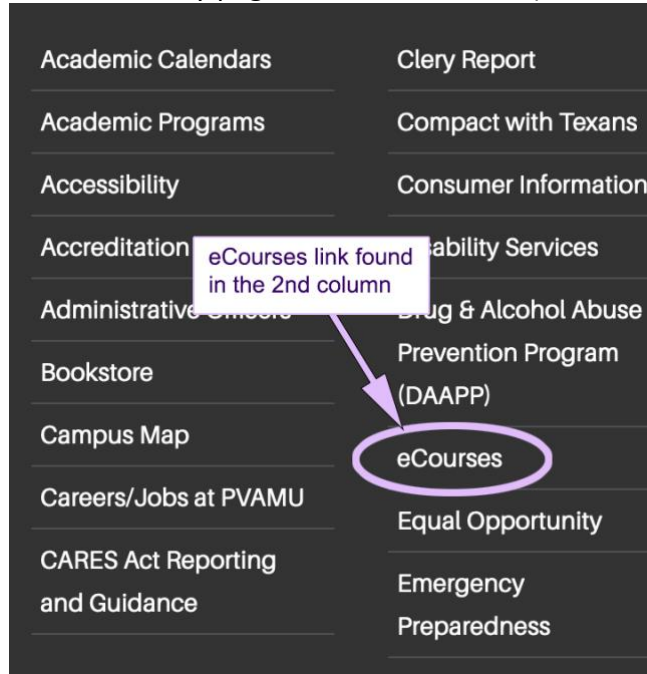 Academic Calendars
Academic Programs
Accessibility
Accreditation
Administrative
Bookstore
Campus Map
Careers/Jobs at PVAMU
CARES Act Reporting
and Guidance
eCourses link found
in the 2nd column
Clery Report
Compact with Texans
Consumer Information
Services
Drug & Alcohol Abuse
Prevention Program
(DAAPP)
eCourses
Equal Opportunity
Emergency
Preparedness